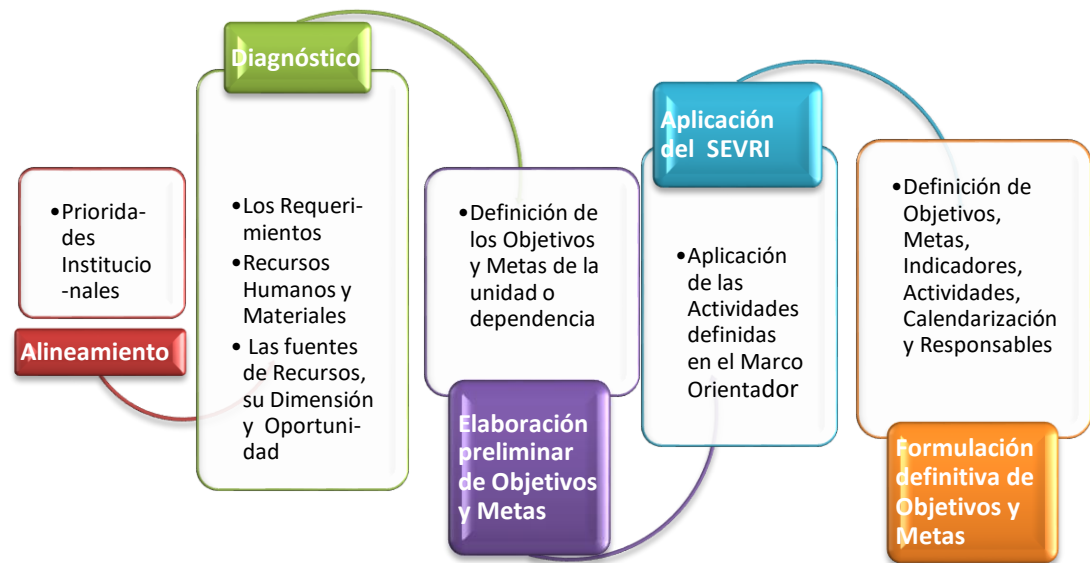 •Priorida-
des
Institucio
-nales
Alineamiento
Diagnóstico
•Los Requeri-
mientos
•Recursos
Humanos y
Materiales
• Las fuentes
de Recursos,
su Dimensión
y Oportuni-
dad
•Definición de
los Objetivos
y Metas de la
unidad o
dependencia
Elaboración
preliminar
de Objetivos
y Metas
Aplicación
del SEVRI
•Aplicación
de las
Actividades
definidas
en el Marco
Orientador
•Definición de
Objetivos,
Metas,
Indicadores,
Actividades,
Calendarización
y Responsables
Formulación
definitiva de
Objetivos y
Metas